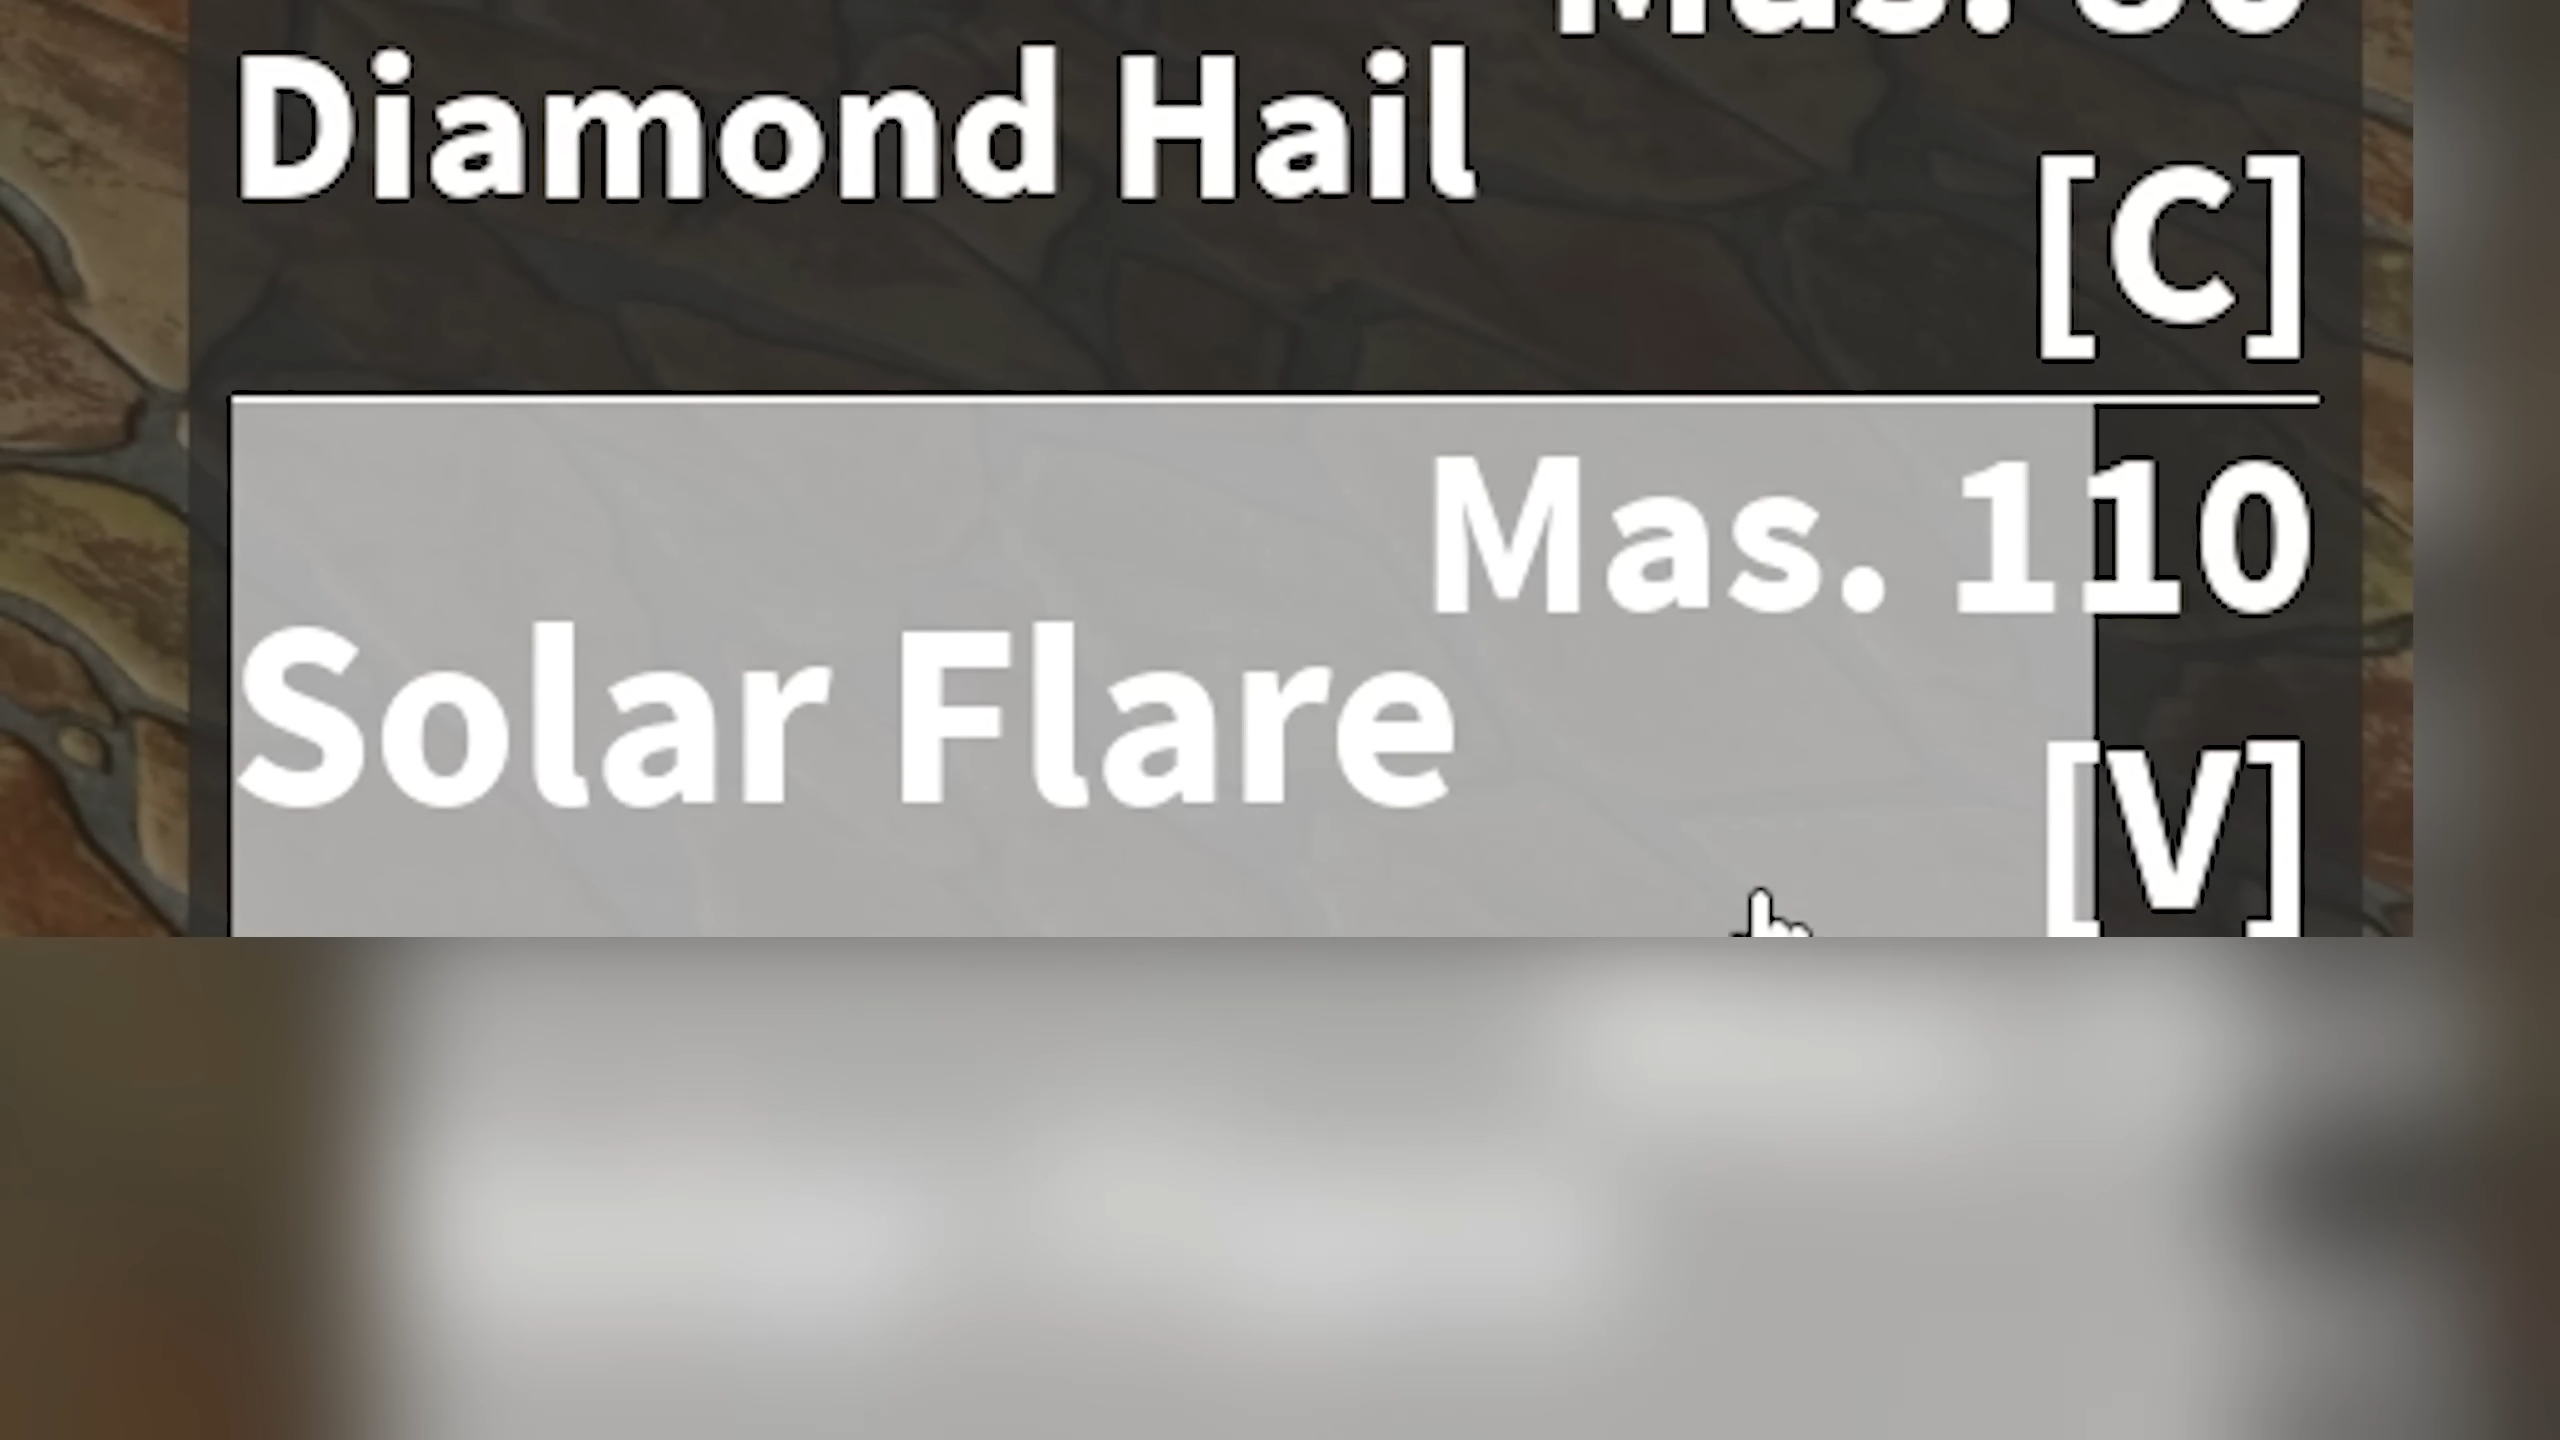 Diamond Hail
[C]
Mas. 110
Solar Flare
[V]